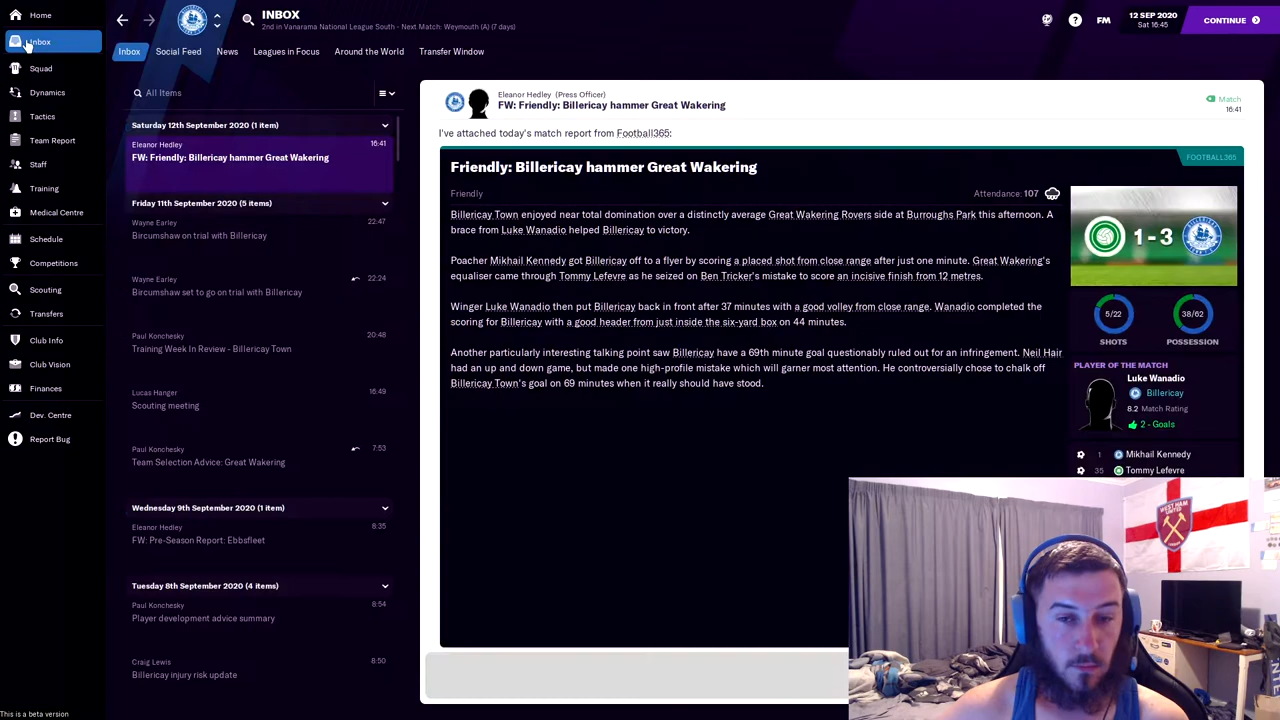 Home
Inbox
Squad
Dynamics
Tactics
Team Report
Staff
Training
Medical Centre
Schedule
Competitions
Scouting
Transfers
Club Info
Club Vision
Finances
Dev. Centre
Report Bug
This is a beta version
INBOX
2nd in Vanarama National League South - Next Match: Weymouth (A) (7 days)
FM
12 SEP 2020
Sat 16:45
CONTINUE
Inbox
Social Feed
News
Leagues in Focus
Around the World
Transfer Window
All Items
Saturday 12th September 2020 (1 item)
Eleanor Hedley 16:41
FW: Friendly: Billericay hammer Great Wakering
Friday 11th September 2020 (5 items)
Wayne Earley 22:47
Bircumshaw on trial with Billericay
Wayne Earley 22:24
Bircumshaw set to go on trial with Billericay
Paul Konchesky 20:48
Training Week In Review - Billericay Town
Lucas Hanger 16:49
Scouting meeting
Paul Konchesky 7:53
Team Selection Advice: Great Wakering
Wednesday 9th September 2020 (1 item)
Eleanor Hedley 8:35
FW: Pre-Season Report: Ebbsfleet
Tuesday 8th September 2020 (4 items)
Paul Konchesky 8:54
Player development advice summary
Craig Lewis 8:50
Billericay injury risk update
Eleanor Hedley (Press Officer)
FW: Friendly: Billericay hammer Great Wakering
Match
16:41
I've attached today's match report from Football365:
FOOTBALL365
Friendly: Billericay hammer Great Wakering
Friendly
Attendance: 107
Billericay Town enjoyed near total domination over a distinctly average Great Wakering Rovers side at Burroughs Park this afternoon. A
brace from Luke Wanadio helped Billericay to victory.
Poacher Mikhail Kennedy got Billericay off to a flyer by scoring a placed shot from close range after just one minute. Great Wakering's
equaliser came through Tommy Lefevre as he seized on Ben Tricker's mistake to score an incisive finish from 12 metres.
Winger Luke Wanadio then put Billericay back in front after 37 minutes with a good volley from close range. Wanadio completed the
scoring for Billericay with a good header from just inside the six-yard box on 44 minutes.
Another particularly interesting talking point saw Billericay have a 69th minute goal questionably ruled out for an infringement. Neil Hair
had an up and down game, but made one high-profile mistake which will garner most attention. He controversially chose to chalk off
Billericay Town's goal on 69 minutes when it really should have stood.
1-3
5/22
SHOTS
38/62
POSSESSION
PLAYER OF THE MATCH
Luke Wanadio
Billericay
8.2 Match Rating
2 - Goals
1 Mikhail Kennedy
35 Tommy Lefevre
WEST HAM
UNITED